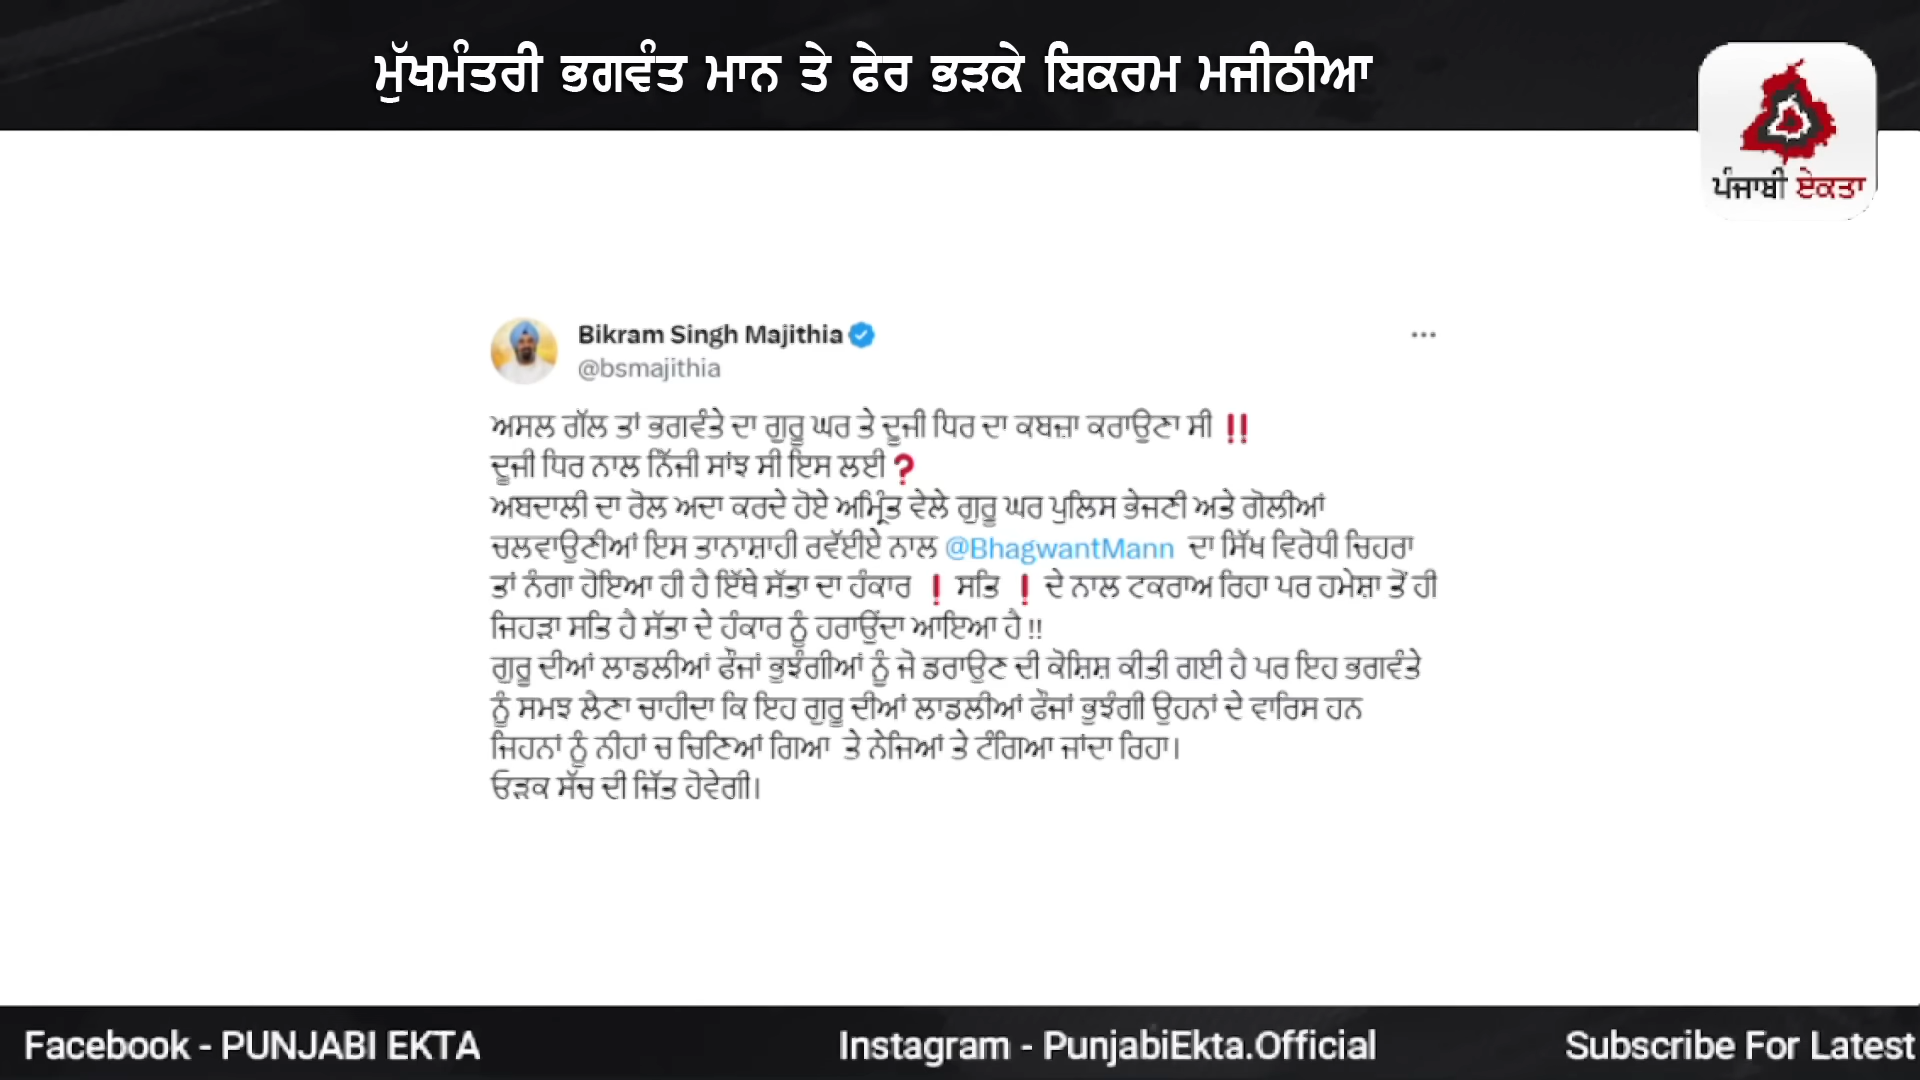 ਮੁੱਖਮੰਤਰੀ ਭਗਵੰਤ ਮਾਨ ਤੇ ਫੇਰ ਭੜਕੇ ਬਿਕਰਮ ਮਜੀਠੀਆ
ਪੰਜਾਬੀ ਏਕਤਾ
Bikram Singh Majithia
@bsmajithia
ਅਸਲ ਗੱਲ ਤਾਂ ਭਗਵੰਤੇ ਦਾ ਗੁਰੂ ਘਰ ਤੇ ਦੂਜੀ ਧਿਰ ਦਾ ਕਬਜ਼ਾ ਕਰਾਉਣਾ ਸੀ ‼️
ਦੂਜੀ ਧਿਰ ਨਾਲ ਨਿੱਜੀ ਸਾਂਝ ਸੀ ਇਸ ਲਈ❓
ਅਬਦਾਲੀ ਦਾ ਰੋਲ ਅਦਾ ਕਰਦੇ ਹੋਏ ਅਮ੍ਰਿੰਤ ਵੇਲੇ ਗੁਰੂ ਘਰ ਪੁਲਿਸ ਭੇਜਣੀ ਅਤੇ ਗੋਲੀਆਂ
ਚਲਵਾਉਣੀਆਂ ਇਸ ਤਾਨਾਸ਼ਾਹੀ ਰਵੱਈਏ ਨਾਲ @BhagwantMann ਦਾ ਸਿੱਖ ਵਿਰੋਧੀ ਚਿਹਰਾ
ਤਾਂ ਨੰਗਾ ਹੋਇਆ ਹੀ ਹੈ ਇੱਥੇ ਸੱਤਾ ਦਾ ਹੰਕਾਰ ❗ ਸਤਿ ❗ ਦੇ ਨਾਲ ਟਕਰਾਅ ਰਿਹਾ ਪਰ ਹਮੇਸ਼ਾ ਤੋਂ ਹੀ
ਜਿਹੜਾ ਸਤਿ ਹੈ ਸੱਤਾ ਦੇ ਹੰਕਾਰ ਨੂੰ ਹਰਾਉਂਦਾ ਆਇਆ ਹੈ !!
ਗੁਰੂ ਦੀਆਂ ਲਾਡਲੀਆਂ ਫੌਜਾਂ ਭੁਝੰਗੀਆਂ ਨੂੰ ਜੋ ਡਰਾਉਣ ਦੀ ਕੋਸ਼ਿਸ਼ ਕੀਤੀ ਗਈ ਹੈ ਪਰ ਇਹ ਭਗਵੰਤੇ
ਨੂੰ ਸਮਝ ਲੇਣਾ ਚਾਹੀਦਾ ਕਿ ਇਹ ਗੁਰੂ ਦੀਆਂ ਲਾਡਲੀਆਂ ਫੌਜਾਂ ਭੁਝੰਗੀ ਉਹਨਾਂ ਦੇ ਵਾਰਿਸ ਹਨ
ਜਿਹਨਾਂ ਨੂੰ ਨੀਹਾਂ ਚ ਚਿਣਿਆਂ ਗਿਆ ਤੇ ਨੇਜਿਆਂ ਤੇ ਟੰਗਿਆ ਜਾਂਦਾ ਰਿਹਾ।
ਓੜਕ ਸੱਚ ਦੀ ਜਿੱਤ ਹੋਵੇਗੀ।
Facebook - PUNJABI EKTA Instagram - PunjabiEkta.Official Subscribe For Latest